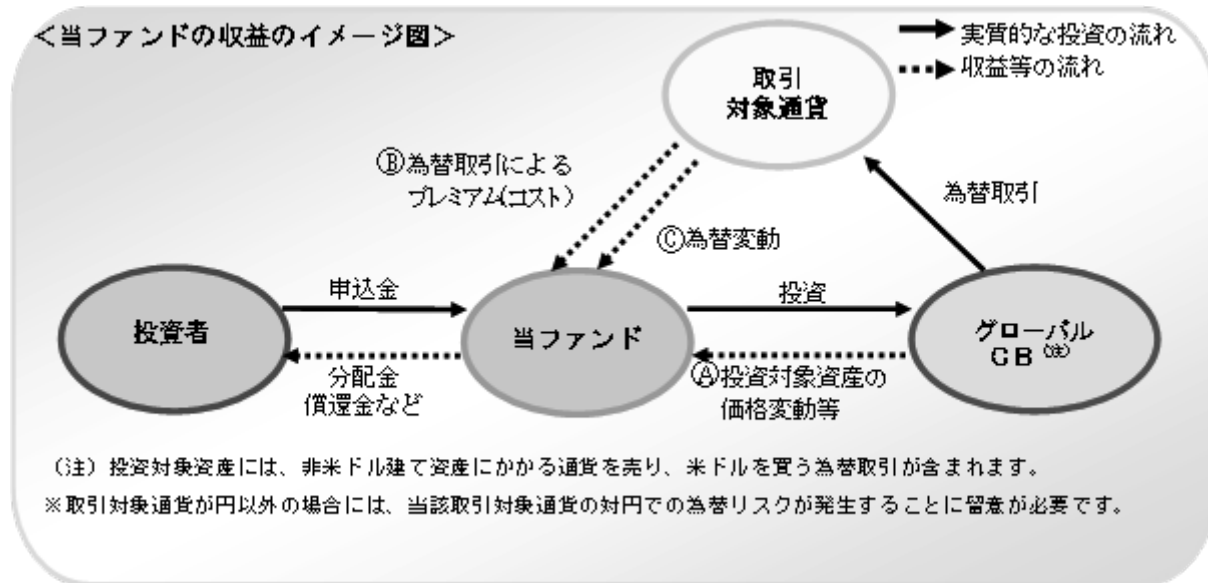 <当ファンドの収益のイメージ図>
実質的な投資の流れ
収益等の流れ
取引
対象通貨
Ⓑ為替取引による
プレミアム(コスト)
為替取引
Ⓒ為替変動
申込金
投資
投資者
当ファンド
グローバル
CB(注)
分配金
償還金など
Ⓐ投資対象資産の
価格変動等
(注)投資対象資産には、非米ドル建て資産にかかる通貨を売り、米ドルを買う為替取引が含まれます。
※取引対象通貨が円以外の場合には、当該取引対象通貨の対円での為替リスクが発生することに留意が必要です。